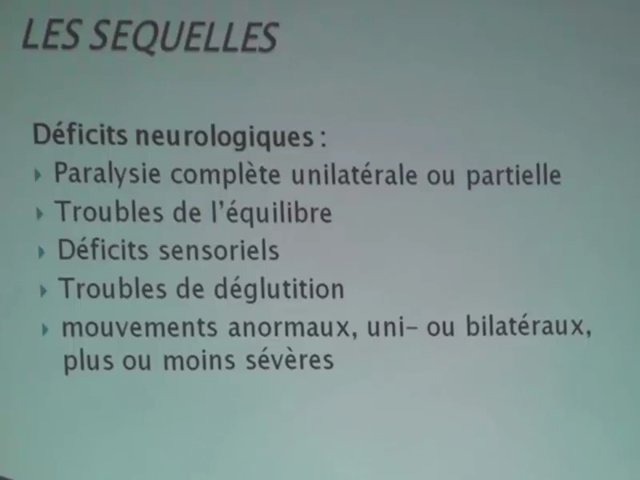 LES SEQUELLES
Déficits neurologiques :
Paralysie complète unilatérale ou partielle
Troubles de l'équilibre
Déficits sensoriels
Troubles de déglutition
mouvements anormaux, uni- ou bilatéraux,
plus ou moins sévères